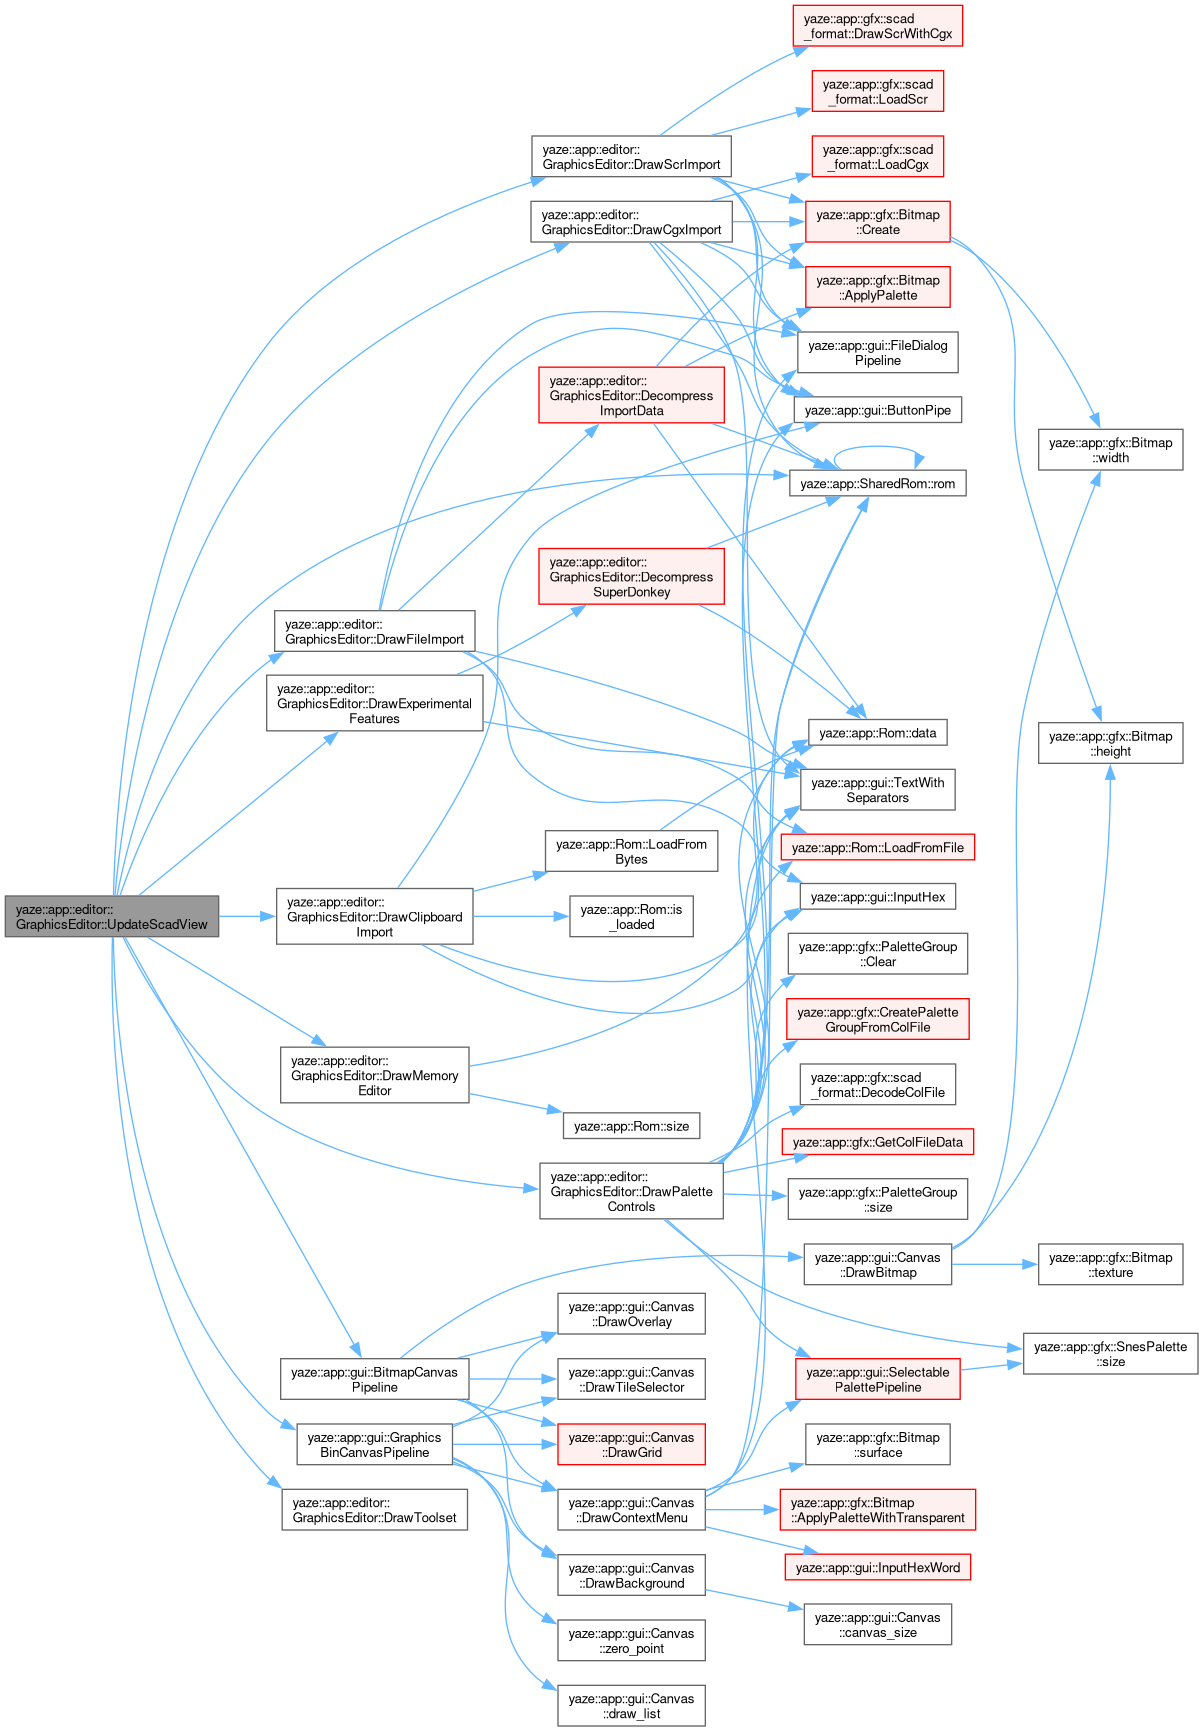 yaze::app::gfx::scad
_format::DrawScrWithCgx
yaze::app::gfx::scad
_format::LoadScr
yaze::app::editor::
GraphicsEditor::DrawScrImport
yaze::app::gfx::scad
_format::LoadCgx
yaze::app::editor::
GraphicsEditor::DrawCgxImport
yaze::app::gfx::Bitmap
::Create
yaze::app::gfx::Bitmap
::ApplyPalette
yaze::app::gui::FileDialog
Pipeline
yaze::app::editor::
GraphicsEditor::Decompress
ImportData
yaze::app::gui::ButtonPipe
yaze::app::gfx::Bitmap
::width
yaze::app::SharedRom::rom
yaze::app::editor::
GraphicsEditor::Decompress
SuperDonkey
yaze::app::editor::
GraphicsEditor::DrawFileImport
yaze::app::editor::
GraphicsEditor::DrawExperimental
Features
yaze::app::Rom::data
yaze::app::gfx::Bitmap
::height
yaze::app::gui::TextWith
Separators
yaze::app::Rom::LoadFrom
Bytes
yaze::app::Rom::LoadFromFile
yaze::app::gui::InputHex
yaze::app::editor::
GraphicsEditor::UpdateScadView
yaze::app::editor::
GraphicsEditor::DrawClipboard
Import
yaze::app::Rom::is
_loaded
yaze::app::gfx::PaletteGroup
::Clear
yaze::app::gfx::CreatePalette
GroupFromColFile
yaze::app::editor::
GraphicsEditor::DrawMemory
Editor
yaze::app::gfx::scad
_format::DecodeColFile
yaze::app::Rom::size
yaze::app::gfx::GetColFileData
yaze::app::editor::
GraphicsEditor::DrawPalette
Controls
yaze::app::gfx::PaletteGroup
::size
yaze::app::gui::Canvas
::DrawBitmap
yaze::app::gfx::Bitmap
::texture
yaze::app::gui::Canvas
::DrawOverlay
yaze::app::gfx::SnesPalette
::size
yaze::app::gui::BitmapCanvas
Pipeline
yaze::app::gui::Canvas
::DrawTileSelector
yaze::app::gui::Selectable
PalettePipeline
yaze::app::gui::Graphics
BinCanvasPipeline
yaze::app::gui::Canvas
::DrawGrid
yaze::app::gfx::Bitmap
::surface
yaze::app::editor::
GraphicsEditor::DrawToolset
yaze::app::gui::Canvas
::DrawContextMenu
yaze::app::gfx::Bitmap
::ApplyPaletteWithTransparent
yaze::app::gui::InputHexWord
yaze::app::gui::Canvas
::DrawBackground
yaze::app::gui::Canvas
::canvas_size
yaze::app::gui::Canvas
::zero_point
yaze::app::gui::Canvas
::draw_list